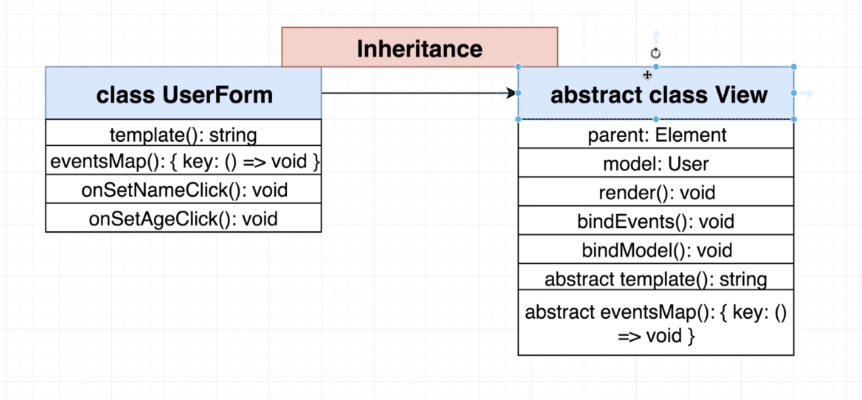 Inheritance
class UserForm
template(): string
eventsMap(): { key: () => void }
onSetNameClick(): void
onSetAgeClick(): void
abstract class View
parent: Element
model: User
render(): void
bindEvents(): void
bindModel(): void
abstract template(): string
abstract eventsMap(): { key: ()
=> void }